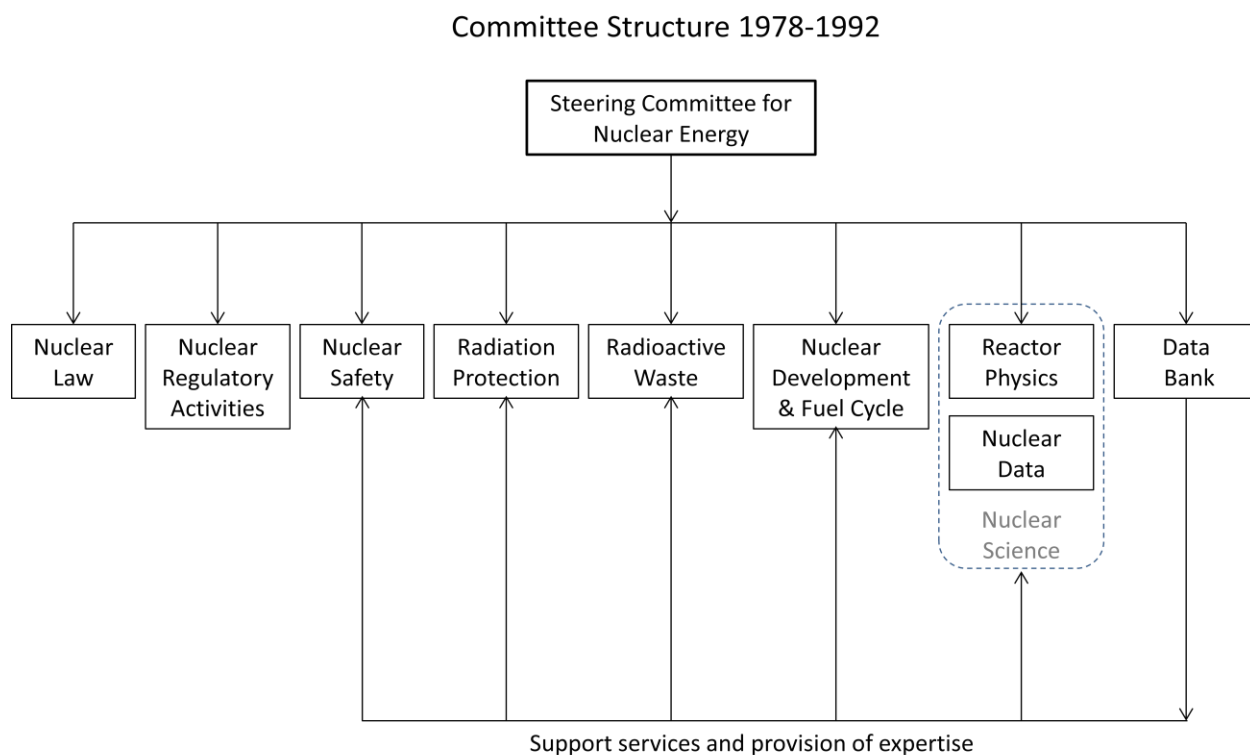 Committee Structure 1978-1992
Steering Committee for
Nuclear Energy
Nuclear
Law
Nuclear
Regulatory
Activities
Nuclear
Safety
Radiation
Protection
Radioactive
Waste
Nuclear
Development
& Fuel Cycle
Reactor
Physics
Nuclear
Data
Nuclear
Science
Data
Bank
Support services and provision of expertise